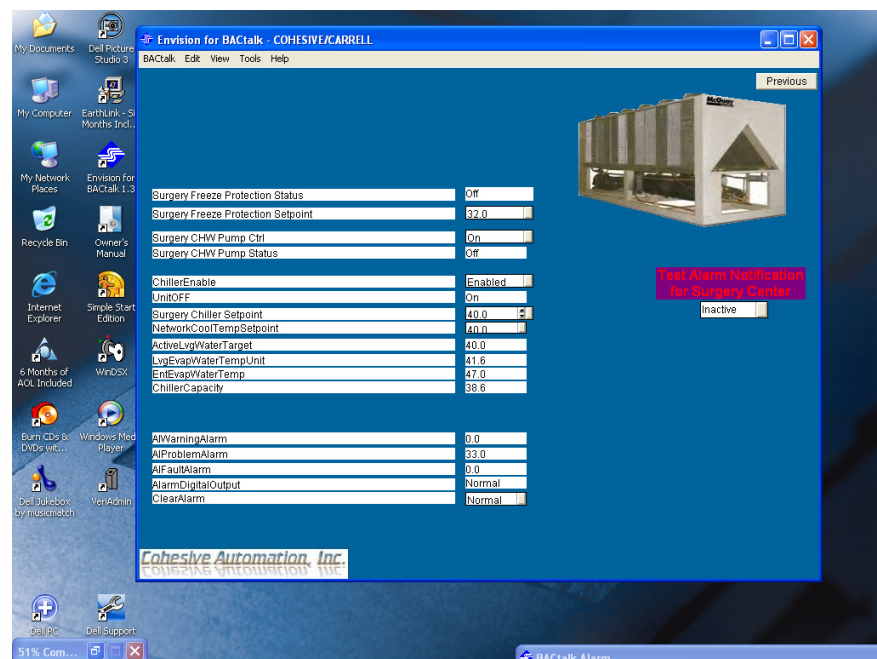 My Documents
Dell Picture
Studio 3
My Computer
EarthLink - Si
Months Incl..
My Network
Places
Envision for
BACtalk 1.3
Recycle Bin
Owner's
Manual
Internet
Explorer
Simple Start
Edition
6 Months of
AOL Included
WinDSX
Burn CDs &
DVDs wit...
Windows Med
Player
Dell Jukebox
by musicmatch
VeriAdmin
Dell PC
Dell Support
51% Com...
Envision for BACtalk - COHESIVE/CARRELL
BACtalk Edit View Tools Help
Previous
McQuay
Surgery Freeze Protection Status Off
Surgery Freeze Protection Setpoint 32.0
Surgery CHW Pump Ctrl On
Surgery CHW Pump Status Off
ChillerEnable Enabled
UnitOFF On
Surgery Chiller Setpoint 40.0
NetworkCoolTempSetpoint 40.0
ActiveLvgWaterTarget 40.0
LvgEvapWaterTempUnit 41.6
EntEvapWaterTemp 47.0
ChillerCapacity 38.6
Test Alarm Notification
for Surgery Center
Inactive
AIWarningAlarm 0.0
AIProblemAlarm 33.0
AIFaultAlarm 0.0
AlarmDigitalOutput Normal
ClearAlarm Normal
Cohesive Automation, Inc.
BACtalk Alarm